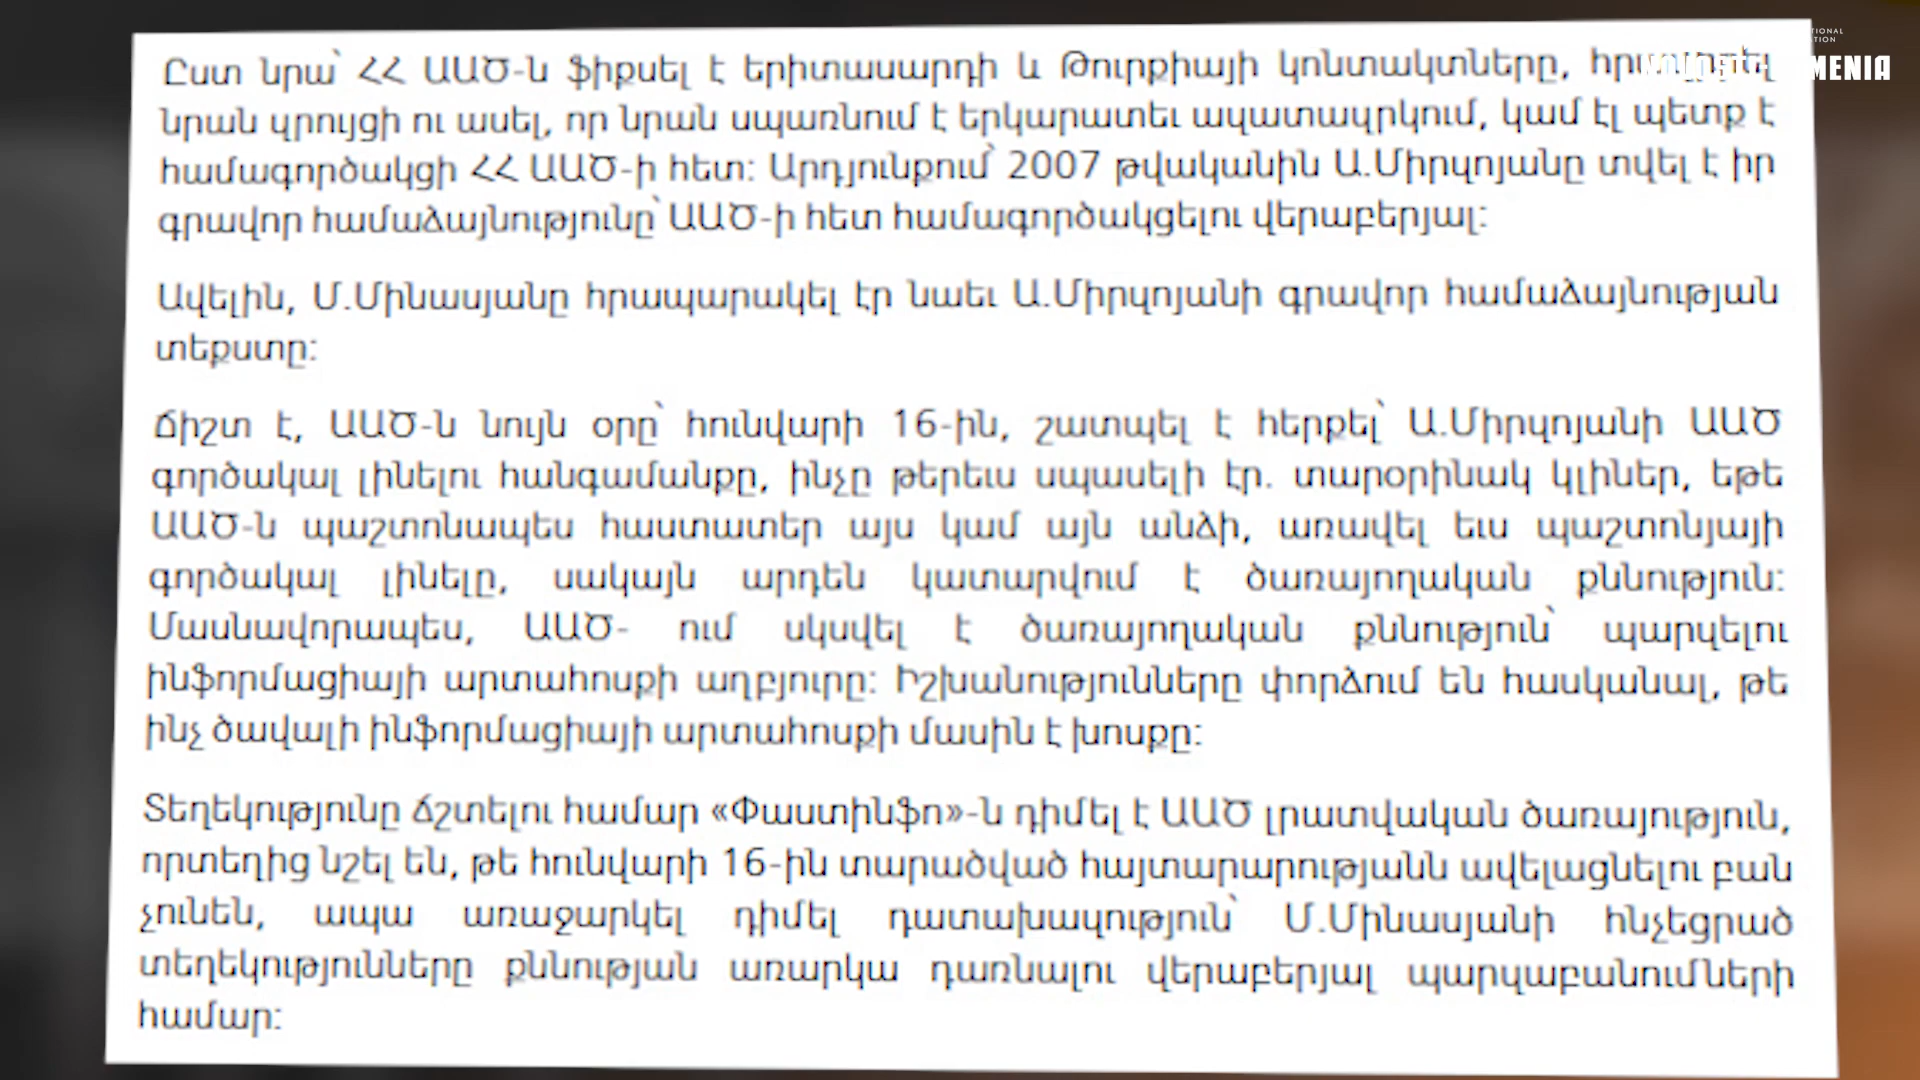 Ըստ նրա՝ ՀՀ ԱԱԾ-ն ֆիքսել է երիտասարդի և Թուրքիայի կոնտակտները,
նրան զրույցի ու ասել, որ նրան սպառնում է երկարատեւ ազատազրկում, կամ էլ պետք է
համագործակցի ՀՀ ԱԱԾ-ի հետ: Արդյունքում՝ 2007 թվականին Ա.Միրզոյանը տվել է իր
գրավոր համաձայնությունը՝ ԱԱԾ-ի հետ համագործակցելու վերաբերյալ:
Ավելին, Մ.Մինասյանը հրապարակել էր նաեւ Ա.Միրզոյանի գրավոր համաձայնության
տեքստը:
Ճիշտ է, ԱԱԾ-ն նույն օրը՝ հունվարի 16-ին, շտապել է հերքել՝ Ա.Միրզոյանի ԱԱԾ
գործակալ լինելու հանգամանքը, ինչը թերեւս սպասելի էր. տարօրինակ կլիներ, եթե
ԱԱԾ-ն պաշտոնապես հաստատեր այս կամ այն անձի, առավել եւս պաշտոնյայի
գործակալ լինելը, սակայն արդեն կատարվում է ծառայողական քննություն:
Մասնավորապես, ԱԱԾ- ում սկսվել է ծառայողական քննություն՝ պարզելու
ինֆորմացիայի արտահոսքի աղբյուրը: Իշխանությունները փորձում են հասկանալ, թե
ինչ ծավալի ինֆորմացիայի արտահոսքի մասին է խոսքը:
Տեղեկությունը ճշտելու համար «Փաստինֆո»-ն դիմել է ԱԱԾ լրատվական ծառայություն,
որտեղից նշել են, թե հունվարի 16-ին տարածված հայտարարությանն ավելացնելու բան
չունեն, ապա առաջարկել դիմել դատախազություն՝ Մ.Մինասյանի հնչեցրած
տեղեկությունները քննության առարկա դառնալու վերաբերյալ պարզաբանումների
համար: